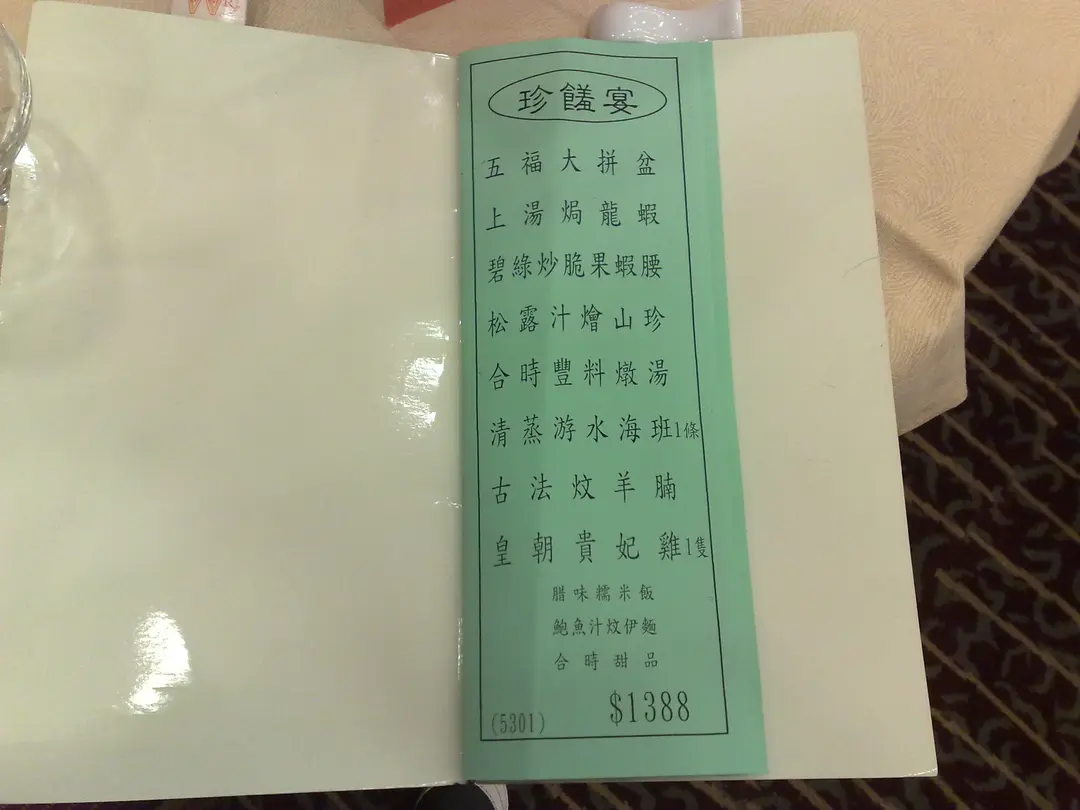 珍饈宴
五福大拼盆
上湯焗龍蝦
碧綠炒脆果蝦腰
松露汁燴山珍
合時豐料燉湯
清蒸游水海班1條
古法炆羊腩
皇朝貴妃雞1隻
腊味糯米飯
鮑魚汁炆伊麵
合時甜品
$1388
(5301)